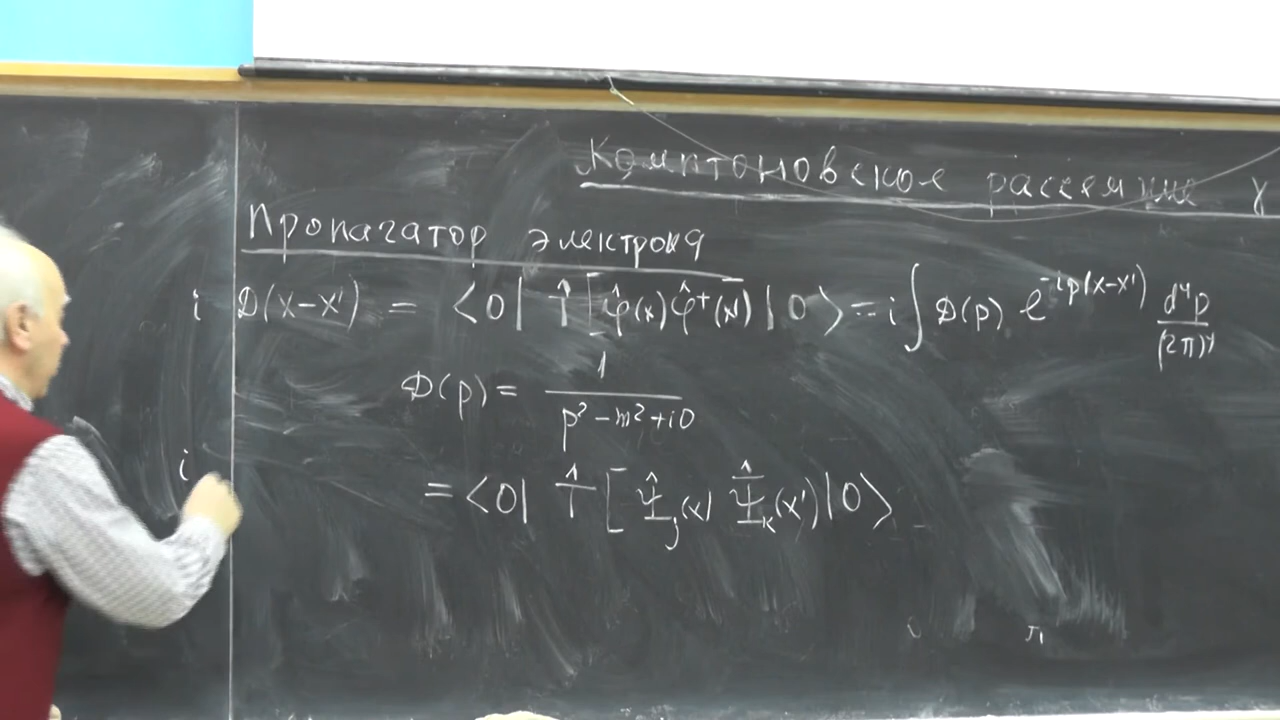 Комптоновское рассеяние γ
Пропагатор электрона
i D(x-x') = <0| T̂ [φ̂(x) φ̂⁺(x') |0> = i ∫ D(p) e^{-ip(x-x')} d⁴p/(2π)⁴
D(p) = 1/(p²-m²+i0)
i = <0| T̂ [Ψ̂_j(x) Ψ̄̂_k(x') |0>